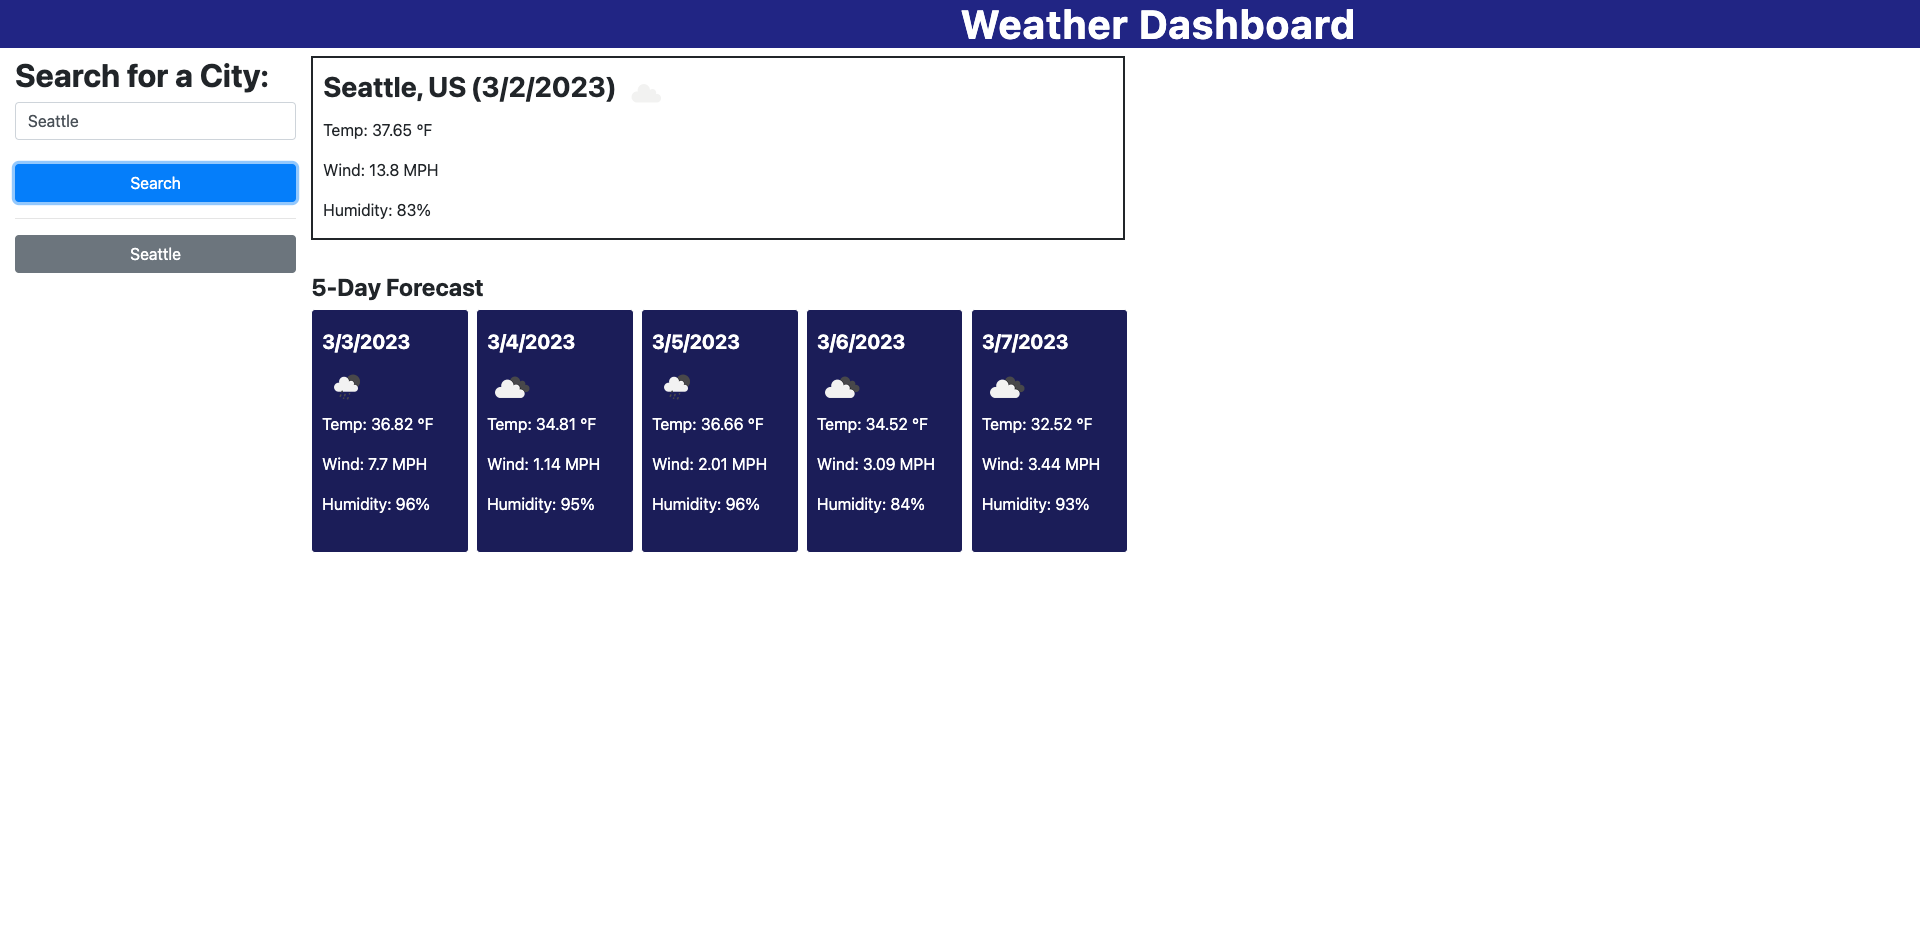 Weather Dashboard
Search for a City:
Seattle
Search
Seattle
Seattle, US (3/2/2023)
Temp: 37.65 °F
Wind: 13.8 MPH
Humidity: 83%
5-Day Forecast
3/3/2023
Temp: 36.82 °F
Wind: 7.7 MPH
Humidity: 96%
3/4/2023
Temp: 34.81 °F
Wind: 1.14 MPH
Humidity: 95%
3/5/2023
Temp: 36.66 °F
Wind: 2.01 MPH
Humidity: 96%
3/6/2023
Temp: 34.52 °F
Wind: 3.09 MPH
Humidity: 84%
3/7/2023
Temp: 32.52 °F
Wind: 3.44 MPH
Humidity: 93%